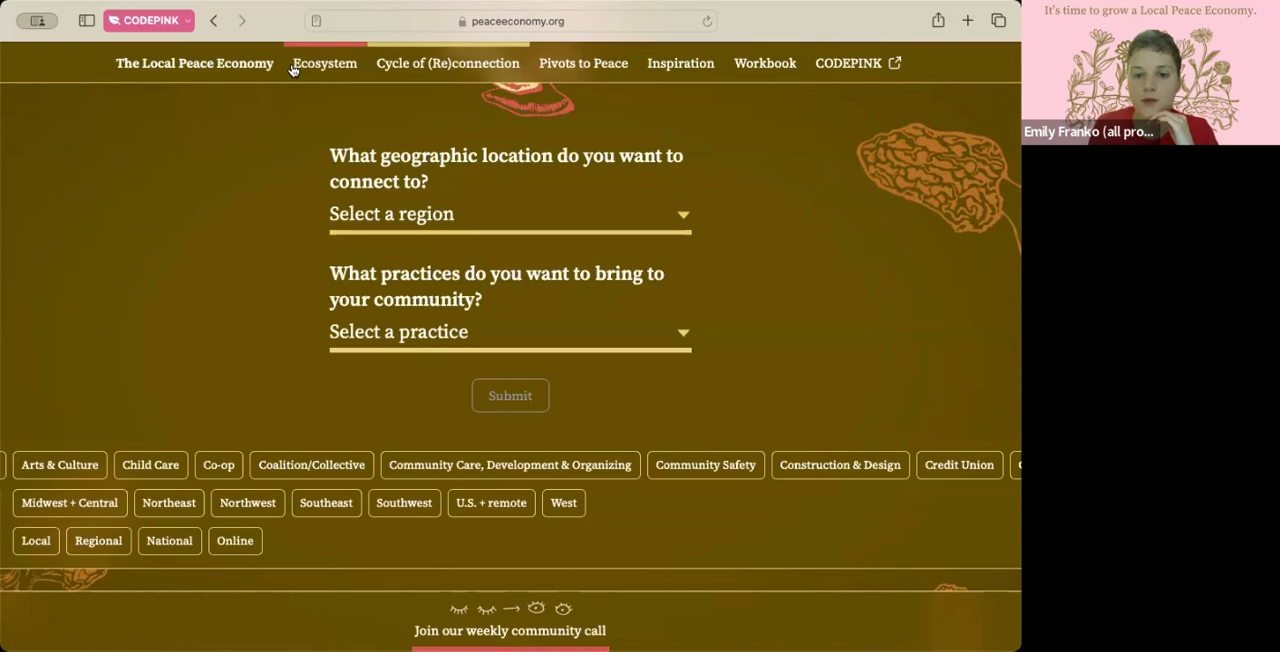 CODEPINK
peaceeconomy.org
It's time to grow a Local Peace Economy.
The Local Peace Economy
Ecosystem
Cycle of (Re)connection
Pivots to Peace
Inspiration
Workbook
CODEPINK
Emily Franko (all pro...
What geographic location do you want to
connect to?
Select a region
What practices do you want to bring to
your community?
Select a practice
Submit
Arts & Culture
Child Care
Co-op
Coalition/Collective
Community Care, Development & Organizing
Community Safety
Construction & Design
Credit Union
Midwest + Central
Northeast
Northwest
Southeast
Southwest
U.S. + remote
West
Local
Regional
National
Online
Join our weekly community call